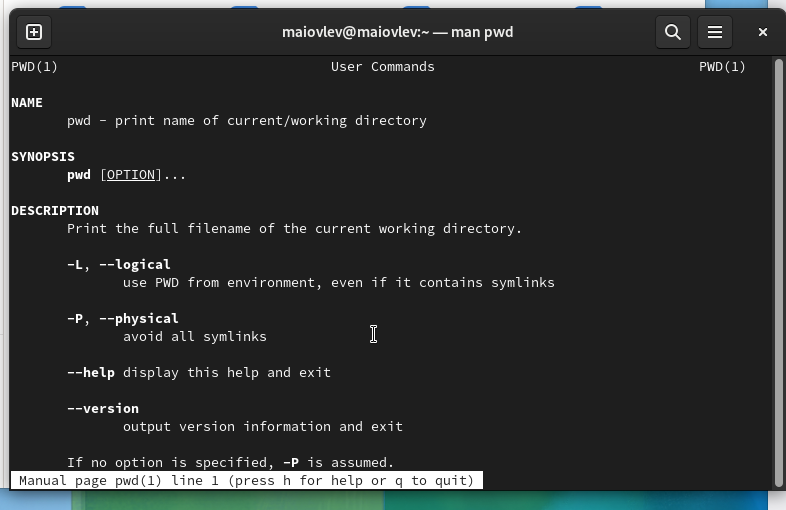 maiovlev@maiovlev:~ — man pwd
PWD(1) User Commands PWD(1)
NAME
pwd - print name of current/working directory
SYNOPSIS
pwd [OPTION]...
DESCRIPTION
Print the full filename of the current working directory.
-L, --logical
use PWD from environment, even if it contains symlinks
-P, --physical
avoid all symlinks
--help display this help and exit
--version
output version information and exit
If no option is specified, -P is assumed.
Manual page pwd(1) line 1 (press h for help or q to quit)